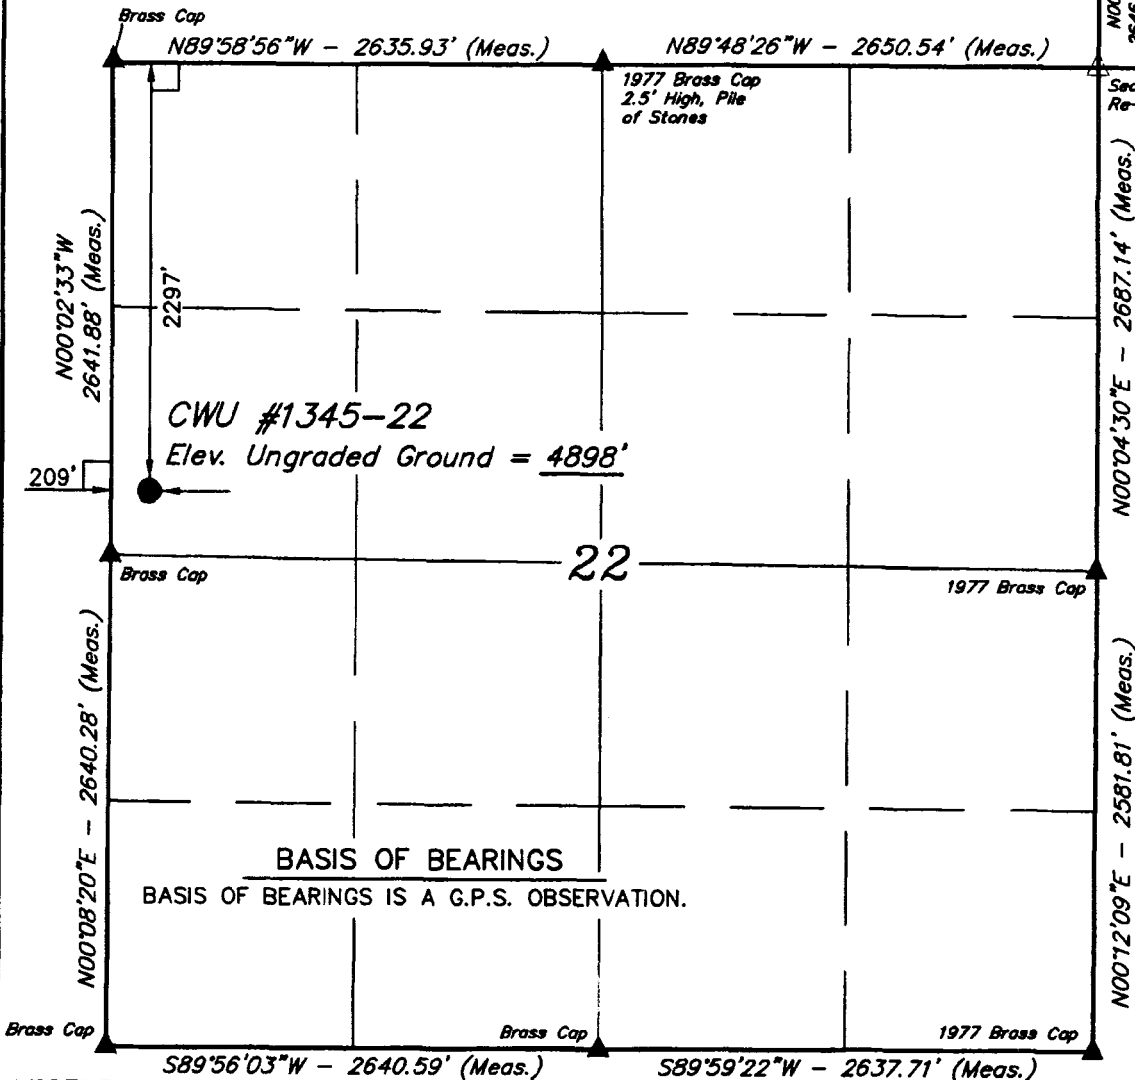 Brass Cap
N89°58'56"W - 2635.93' (Meas.)
N89°48'26"W - 2650.54' (Meas.)
1977 Brass Cap
2.5' High, Pile
of Stones
N00°02'33"W
2641.88' (Meas.)
2297'
N00°04'30"E - 2687.14' (Meas.)
CWU #1345-22
Elev. Ungraded Ground = 4898'
209'
22
Brass Cap
1977 Brass Cap
N00°08'20"E - 2640.28' (Meas.)
N00°12'09"E - 2581.81' (Meas.)
BASIS OF BEARINGS
BASIS OF BEARINGS IS A G.P.S. OBSERVATION.
Brass Cap
Brass Cap
1977 Brass Cap
S89°56'03"W - 2640.59' (Meas.)
S89°59'22"W - 2637.71' (Meas.)